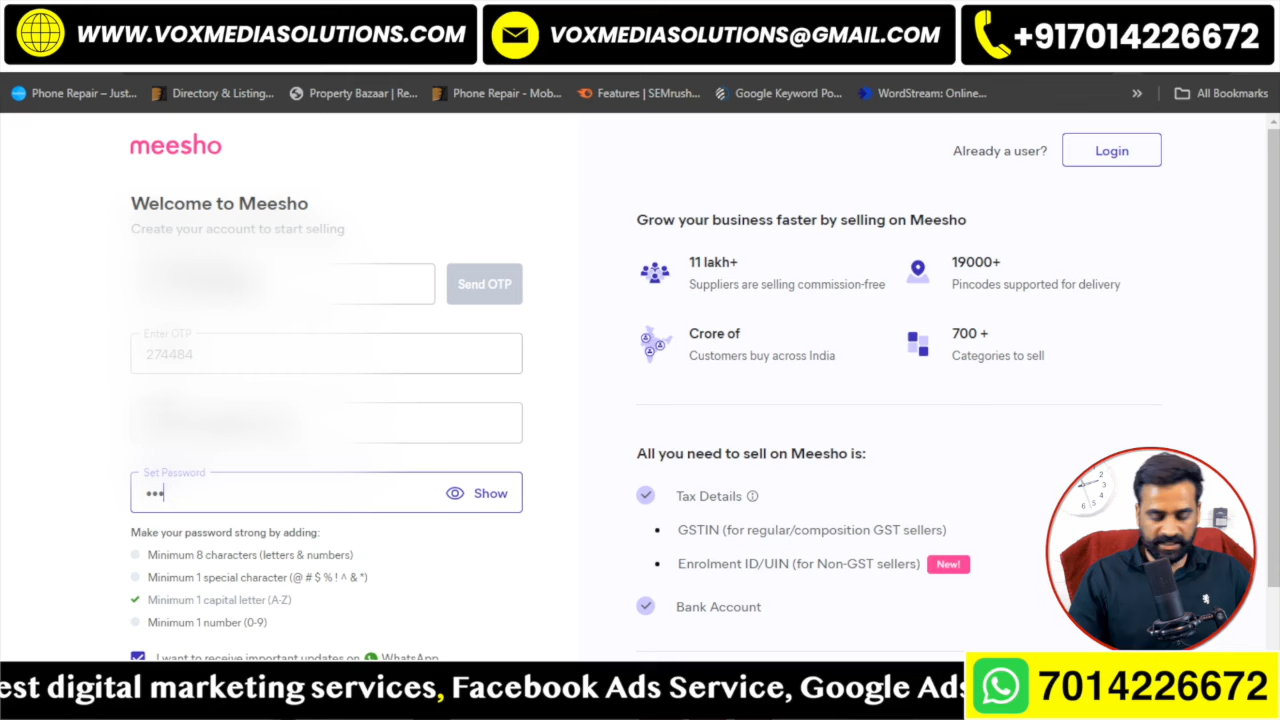 WWW.VOXMEDIASOLUTIONS.COM
VOXMEDIASOLUTIONS@GMAIL.COM
+917014226672
Phone Repair – Just...
Directory & Listing...
Property Bazaar | Re...
Phone Repair - Mob...
Features | SEMrush...
Google Keyword Po...
WordStream: Online...
»
All Bookmarks
meesho
Already a user?
Login
Welcome to Meesho
Create your account to start selling
Send OTP
Enter OTP
274484
Set Password
•••
Show
Make your password strong by adding:
Minimum 8 characters (letters & numbers)
Minimum 1 special character (@ # $ % ! ^ & *)
Minimum 1 capital letter (A-Z)
Minimum 1 number (0-9)
I want to receive important updates on WhatsApp
Grow your business faster by selling on Meesho
11 lakh+
Suppliers are selling commission-free
19000+
Pincodes supported for delivery
Crore of
Customers buy across India
700 +
Categories to sell
All you need to sell on Meesho is:
Tax Details
• GSTIN (for regular/composition GST sellers)
• Enrolment ID/UIN (for Non-GST sellers) New!
Bank Account
est digital marketing services, Facebook Ads Service, Google Ads
7014226672